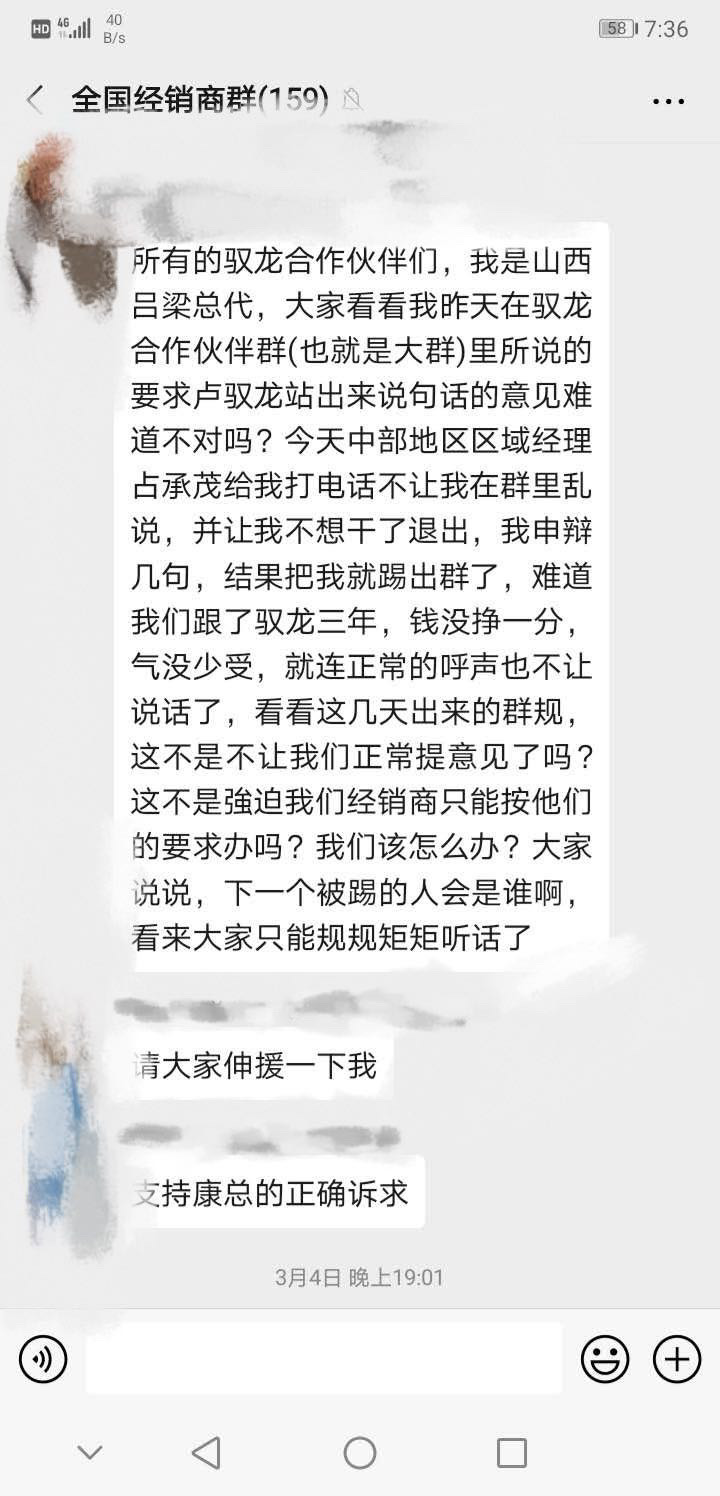 HD 4G 40 B/s 58 7:36
全国经销商群(159)
所有的驭龙合作伙伴们，我是山西
吕梁总代，大家看看我昨天在驭龙
合作伙伴群(也就是大群)里所说的
要求卢驭龙站出来说句话的意见难
道不对吗？今天中部地区区域经理
占承茂给我打电话不让我在群里乱
说，并让我不想干了退出，我申辩
几句，结果把我就踢出群了，难道
我们跟了驭龙三年，钱没挣一分，
气没少受，就连正常的呼声也不让
说话了，看看这几天出来的群规，
这不是不让我们正常提意见了吗？
这不是強迫我们经销商只能按他们
的要求办吗？我们该怎么办？大家
说说，下一个被踢的人会是谁啊，
看来大家只能规规矩矩听话了
请大家伸援一下我
支持康总的正确诉求
3月4日 晚上19:01